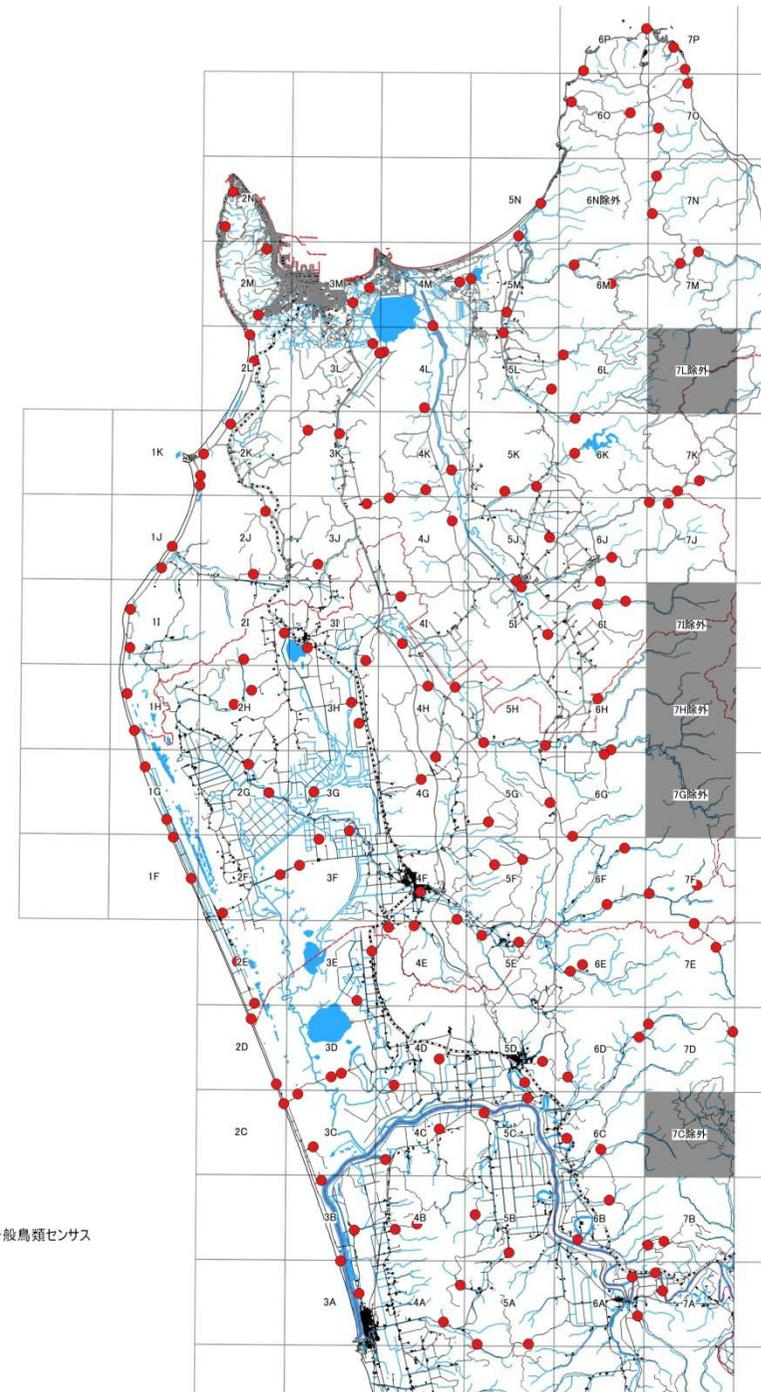 6P 7P
6O 7O
2N 5N 6N除外 7N
2M 3M 4M 5M 6M 7M
2L 3L 4L 5L 6L 7L除外
1K 2K 3K 4K 5K 6K 7K
1J 2J 3J 4J 5J 6J 7J
1I 2I 3I 4I 5I 6I 7I除外
1H 2H 3H 4H 5H 6H 7H除外
1G 2G 3G 4G 5G 6G 7G除外
1F 2F 3F 4F 5F 6F 7F
2E 3E 4E 5E 6E 7E
2D 3D 4D 5D 6D 7D
2C 3C 4C 5C 6C 7C除外
3B 4B 5B 6B 7B
般鳥類センサス
3A 4A 5A 6A 7A